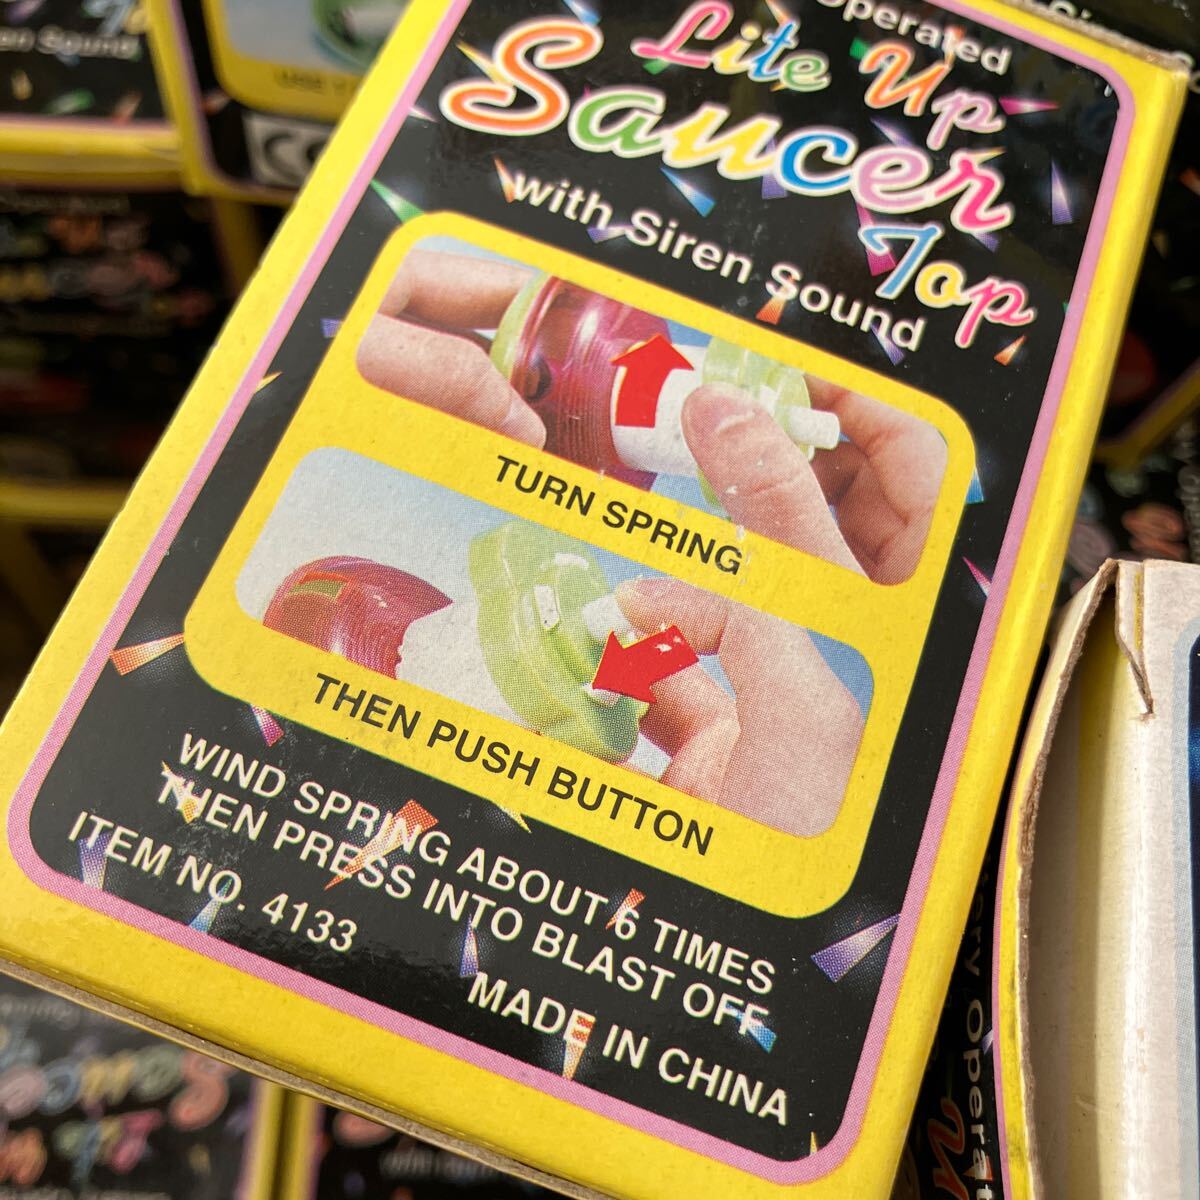 Operated
Lite Up
Saucer
Top
with Siren Sound
TURN SPRING
THEN PUSH BUTTON
WIND SPRING ABOUT 6 TIMES
THEN PRESS INTO BLAST OFF
ITEM NO. 4133
MADE IN CHINA